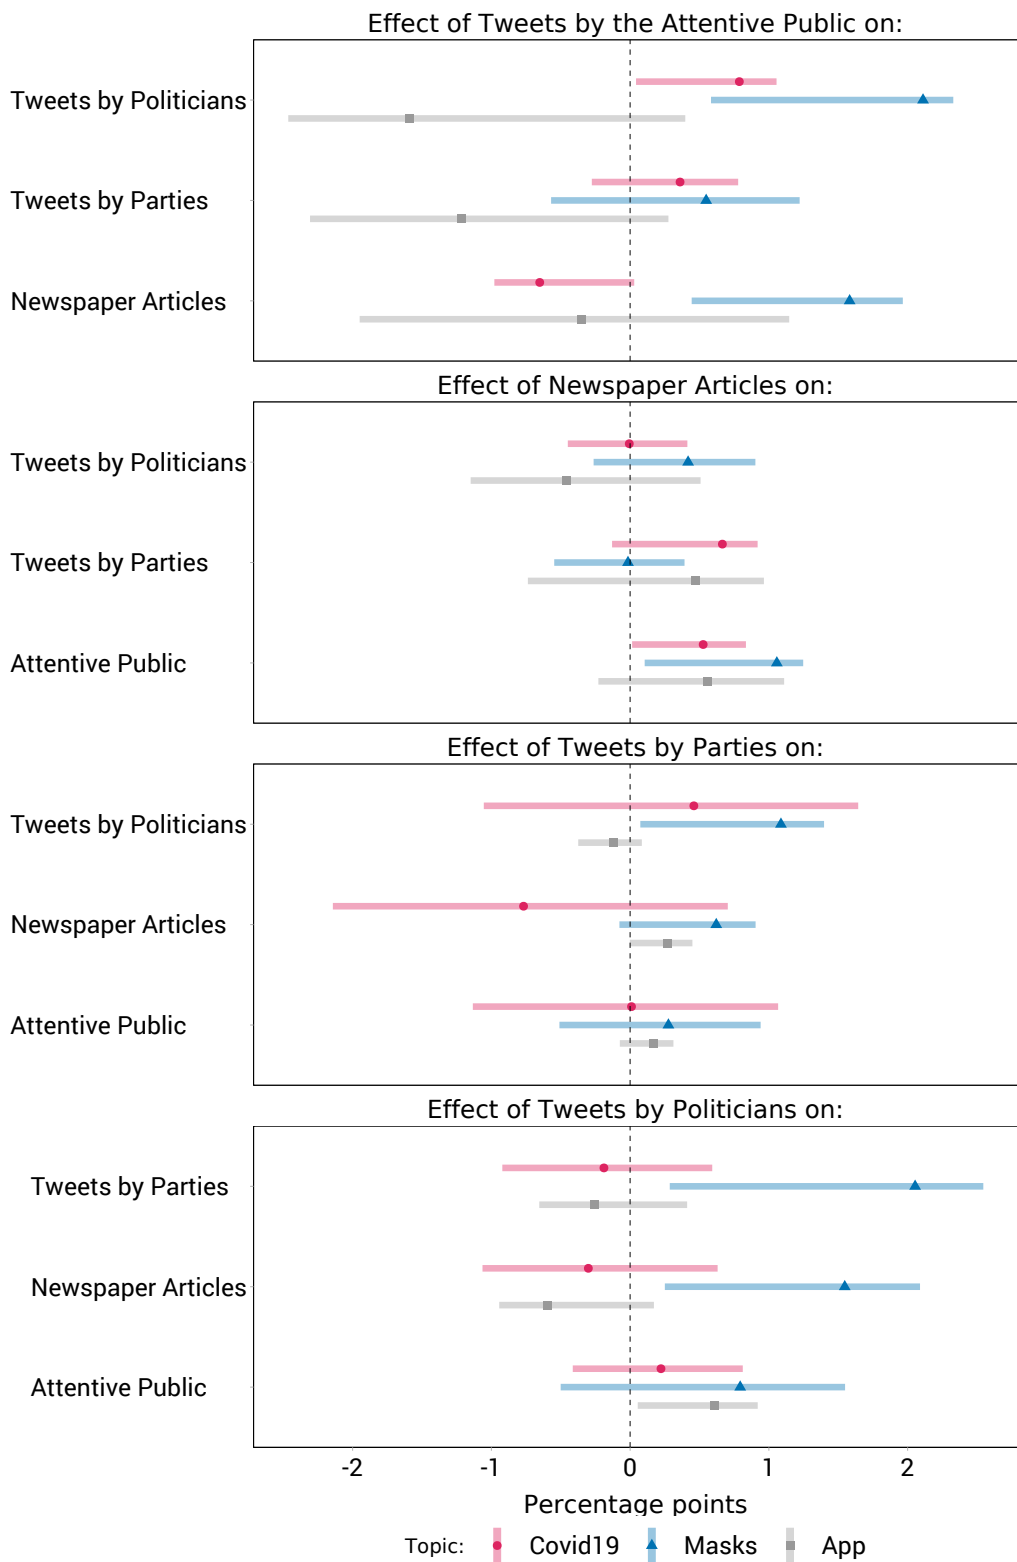 Effect of Tweets by the Attentive Public on:
Tweets by Politicians
Tweets by Parties
Newspaper Articles
Effect of Newspaper Articles on:
Tweets by Politicians
Tweets by Parties
Attentive Public
Effect of Tweets by Parties on:
Tweets by Politicians
Newspaper Articles
Attentive Public
Effect of Tweets by Politicians on:
Tweets by Parties
Newspaper Articles
Attentive Public
-2 -1 0 1 2
Percentage points
Topic: Covid19 Masks App